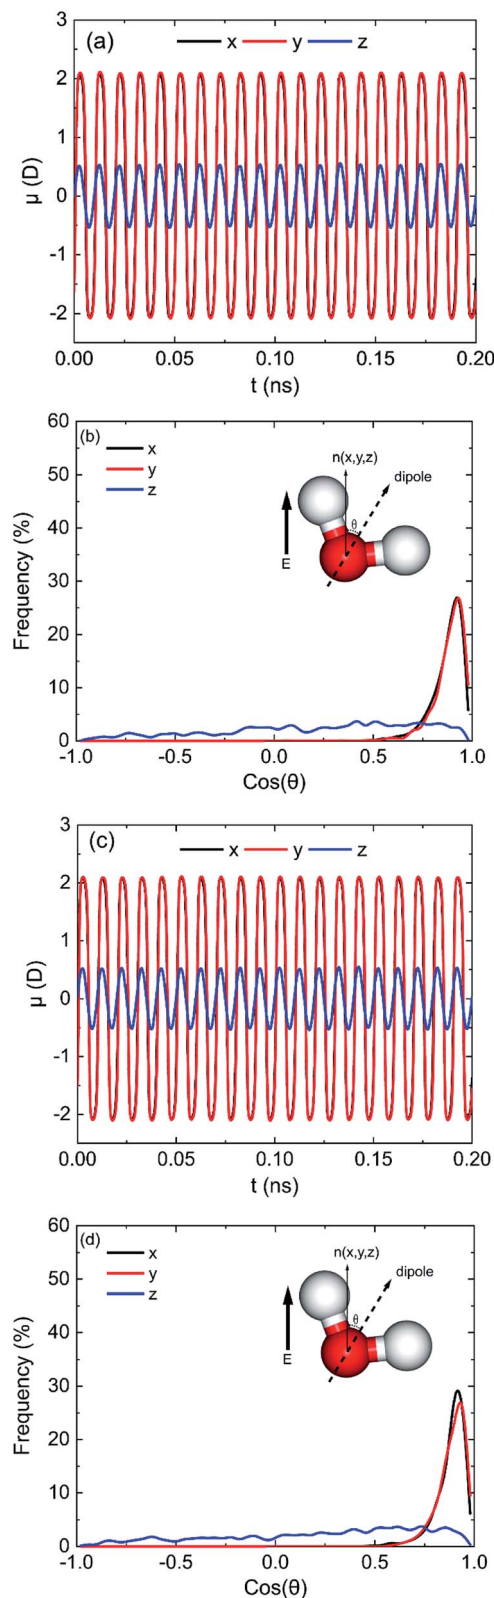 (a)
x y z
3
2
1
0
-1
-2
μ (D)
0.00 0.05 0.10 0.15 0.20
t (ns)
(b)
x
y
z
n(x,y,z)
dipole
θ
E
60
50
40
30
20
10
0
Frequency (%)
-1.0 -0.5 0.0 0.5 1.0
Cos(θ)
(c)
x y z
3
2
1
0
-1
-2
μ (D)
0.00 0.05 0.10 0.15 0.20
t (ns)
(d)
x
y
z
n(x,y,z)
dipole
θ
E
60
50
40
30
20
10
0
Frequency (%)
-1.0 -0.5 0.0 0.5 1.0
Cos(θ)